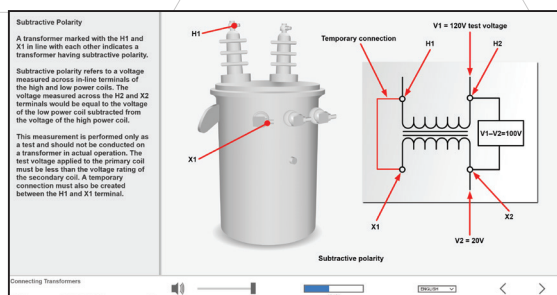 Subtractive Polarity
A transformer marked with the H1 and
X1 in line with each other indicates a
transformer having subtractive polarity.
Subtractive polarity refers to a voltage
measured across in-line terminals of
the high and low power coils. The
voltage measured across the H2 and X2
terminals would be equal to the voltage
of the low power coil subtracted from
the voltage of the high power coil.
This measurement is performed only as
a test and should not be conducted on
a transformer in actual operation. The
test voltage applied to the primary coil
must be less than the voltage rating of
the secondary coil. A temporary
connection must also be created
between the H1 and X1 terminal.
H1
X1
V1 = 120V test voltage
Temporary connection
H1
H2
V1–V2=100V
X1
X2
V2 = 20V
Subtractive polarity
Connecting Transformers
ENGLISH